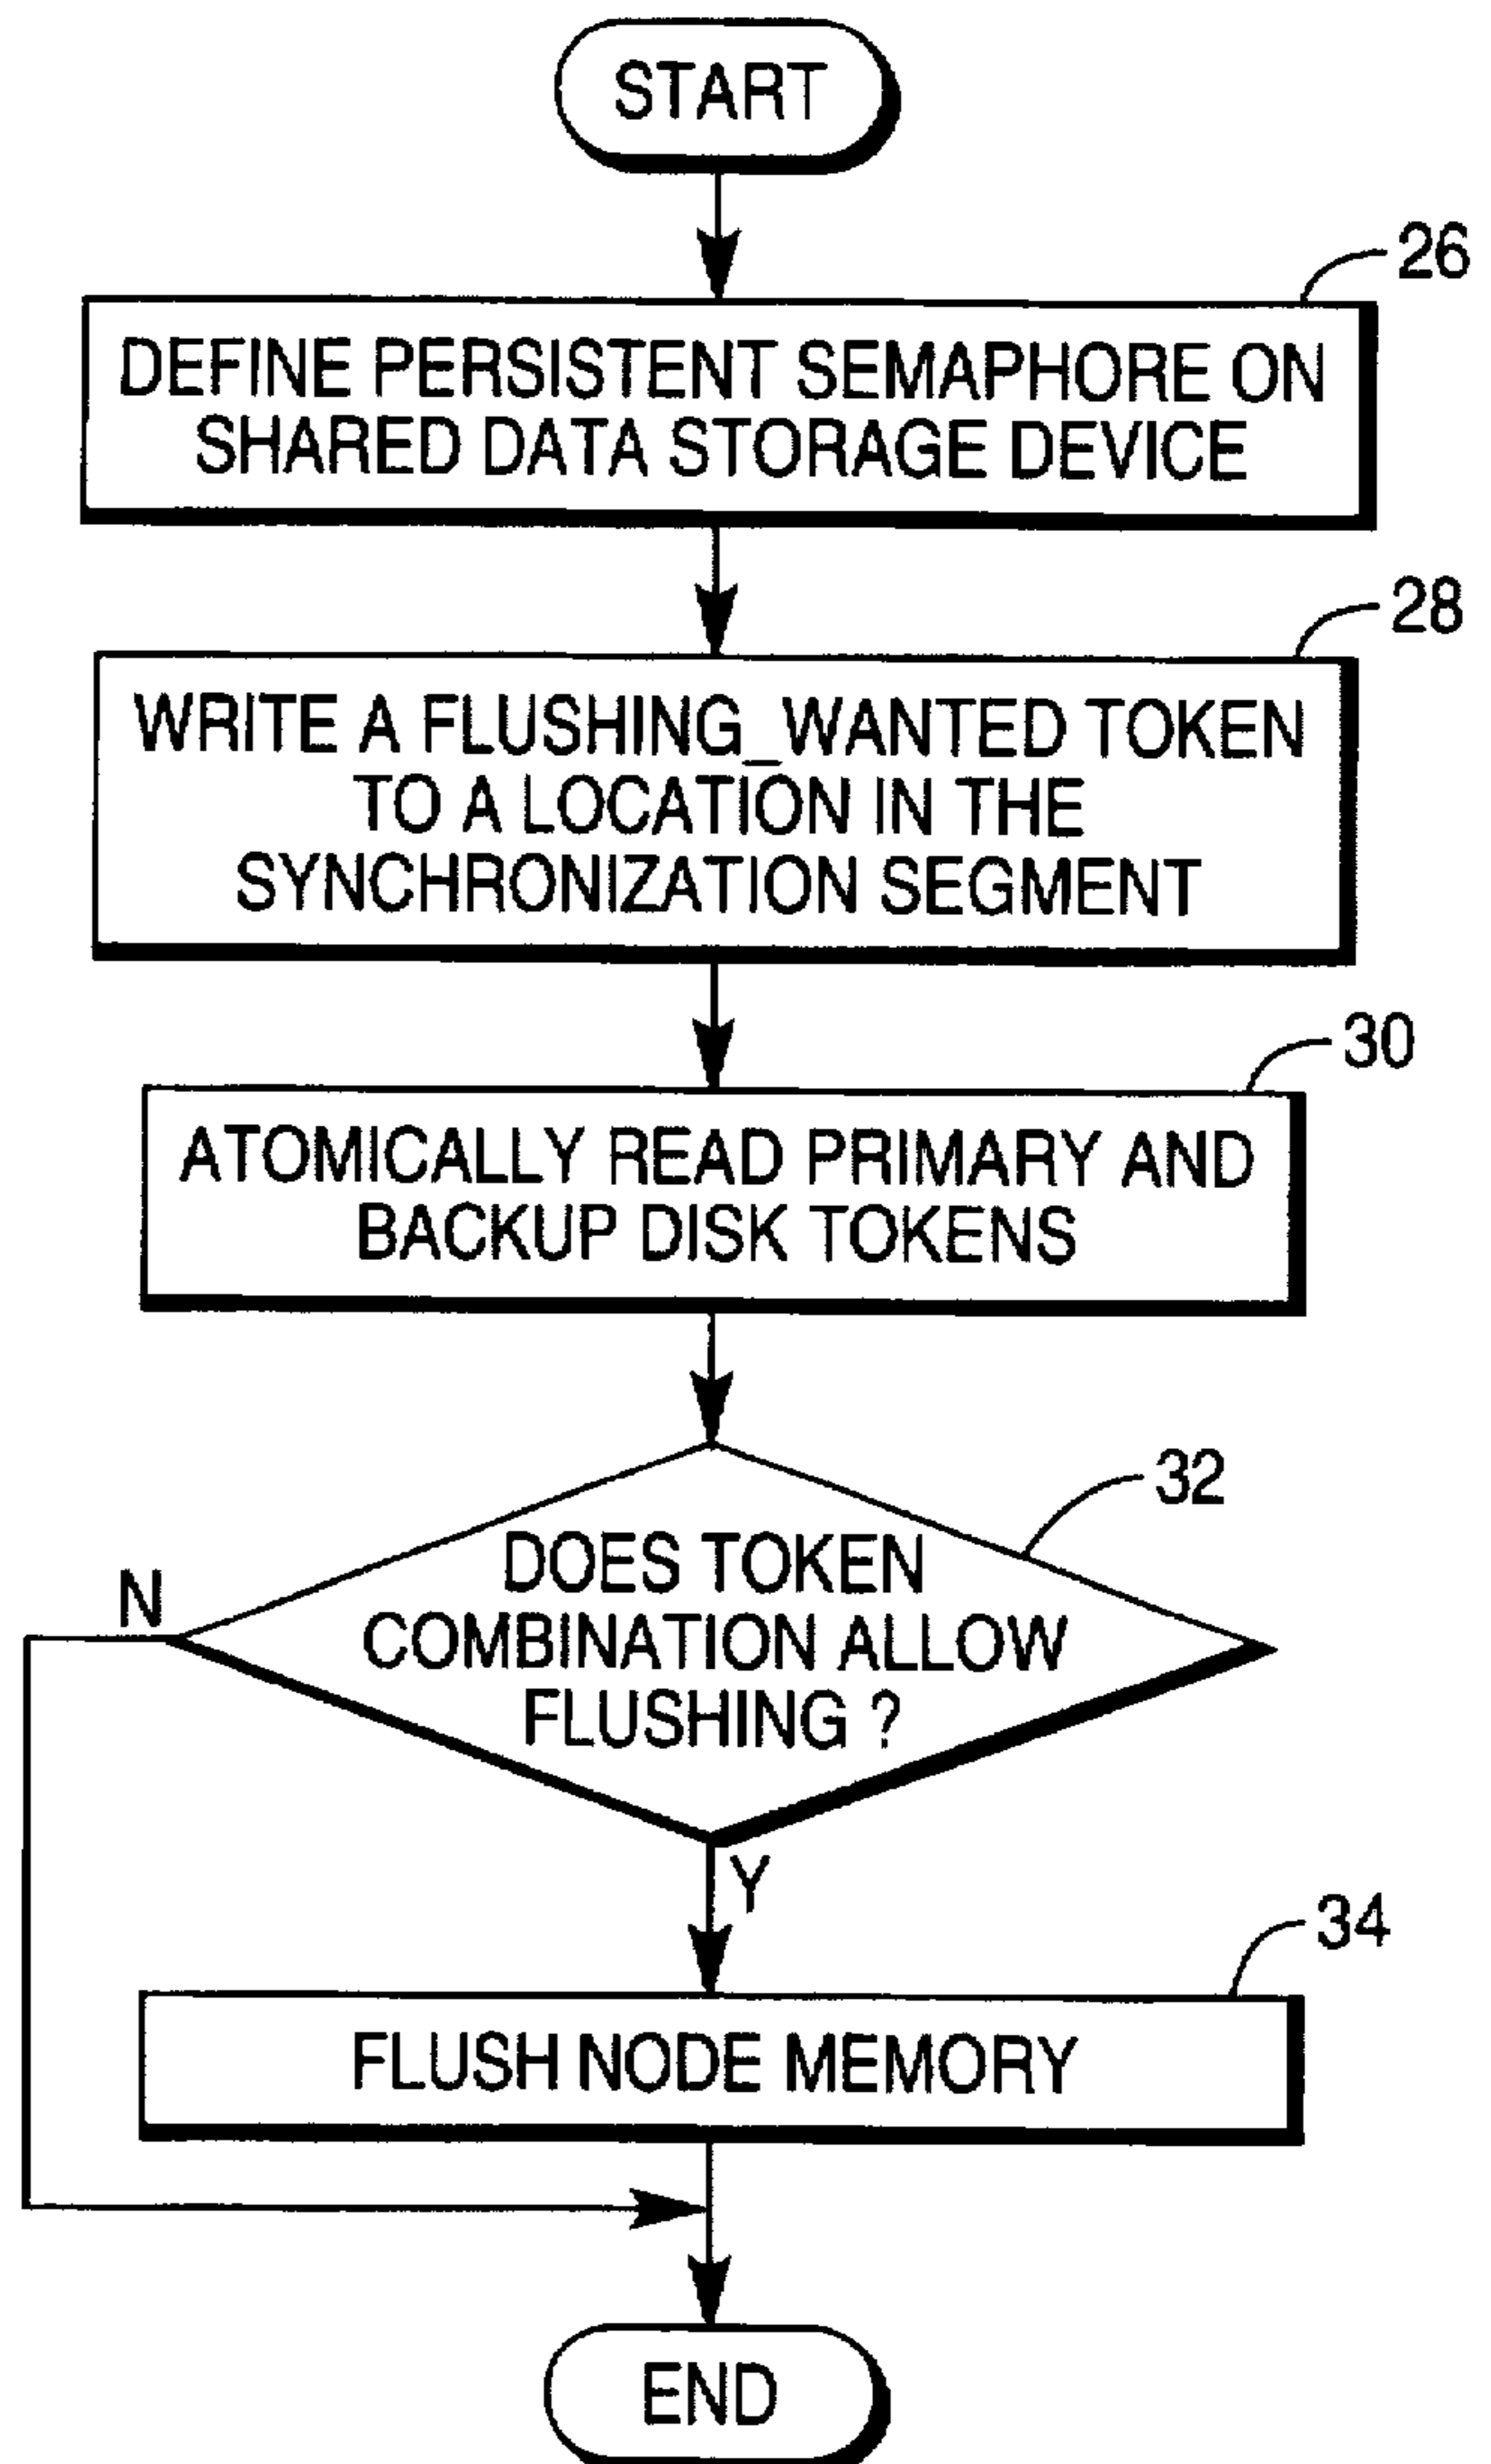 START
26
DEFINE PERSISTENT SEMAPHORE ON
SHARED DATA STORAGE DEVICE
28
WRITE A FLUSHING_WANTED TOKEN
TO A LOCATION IN THE
SYNCHRONIZATION SEGMENT
30
ATOMICALLY READ PRIMARY AND
BACKUP DISK TOKENS
32
DOES TOKEN
COMBINATION ALLOW
FLUSHING ?
N
Y
34
FLUSH NODE MEMORY
END